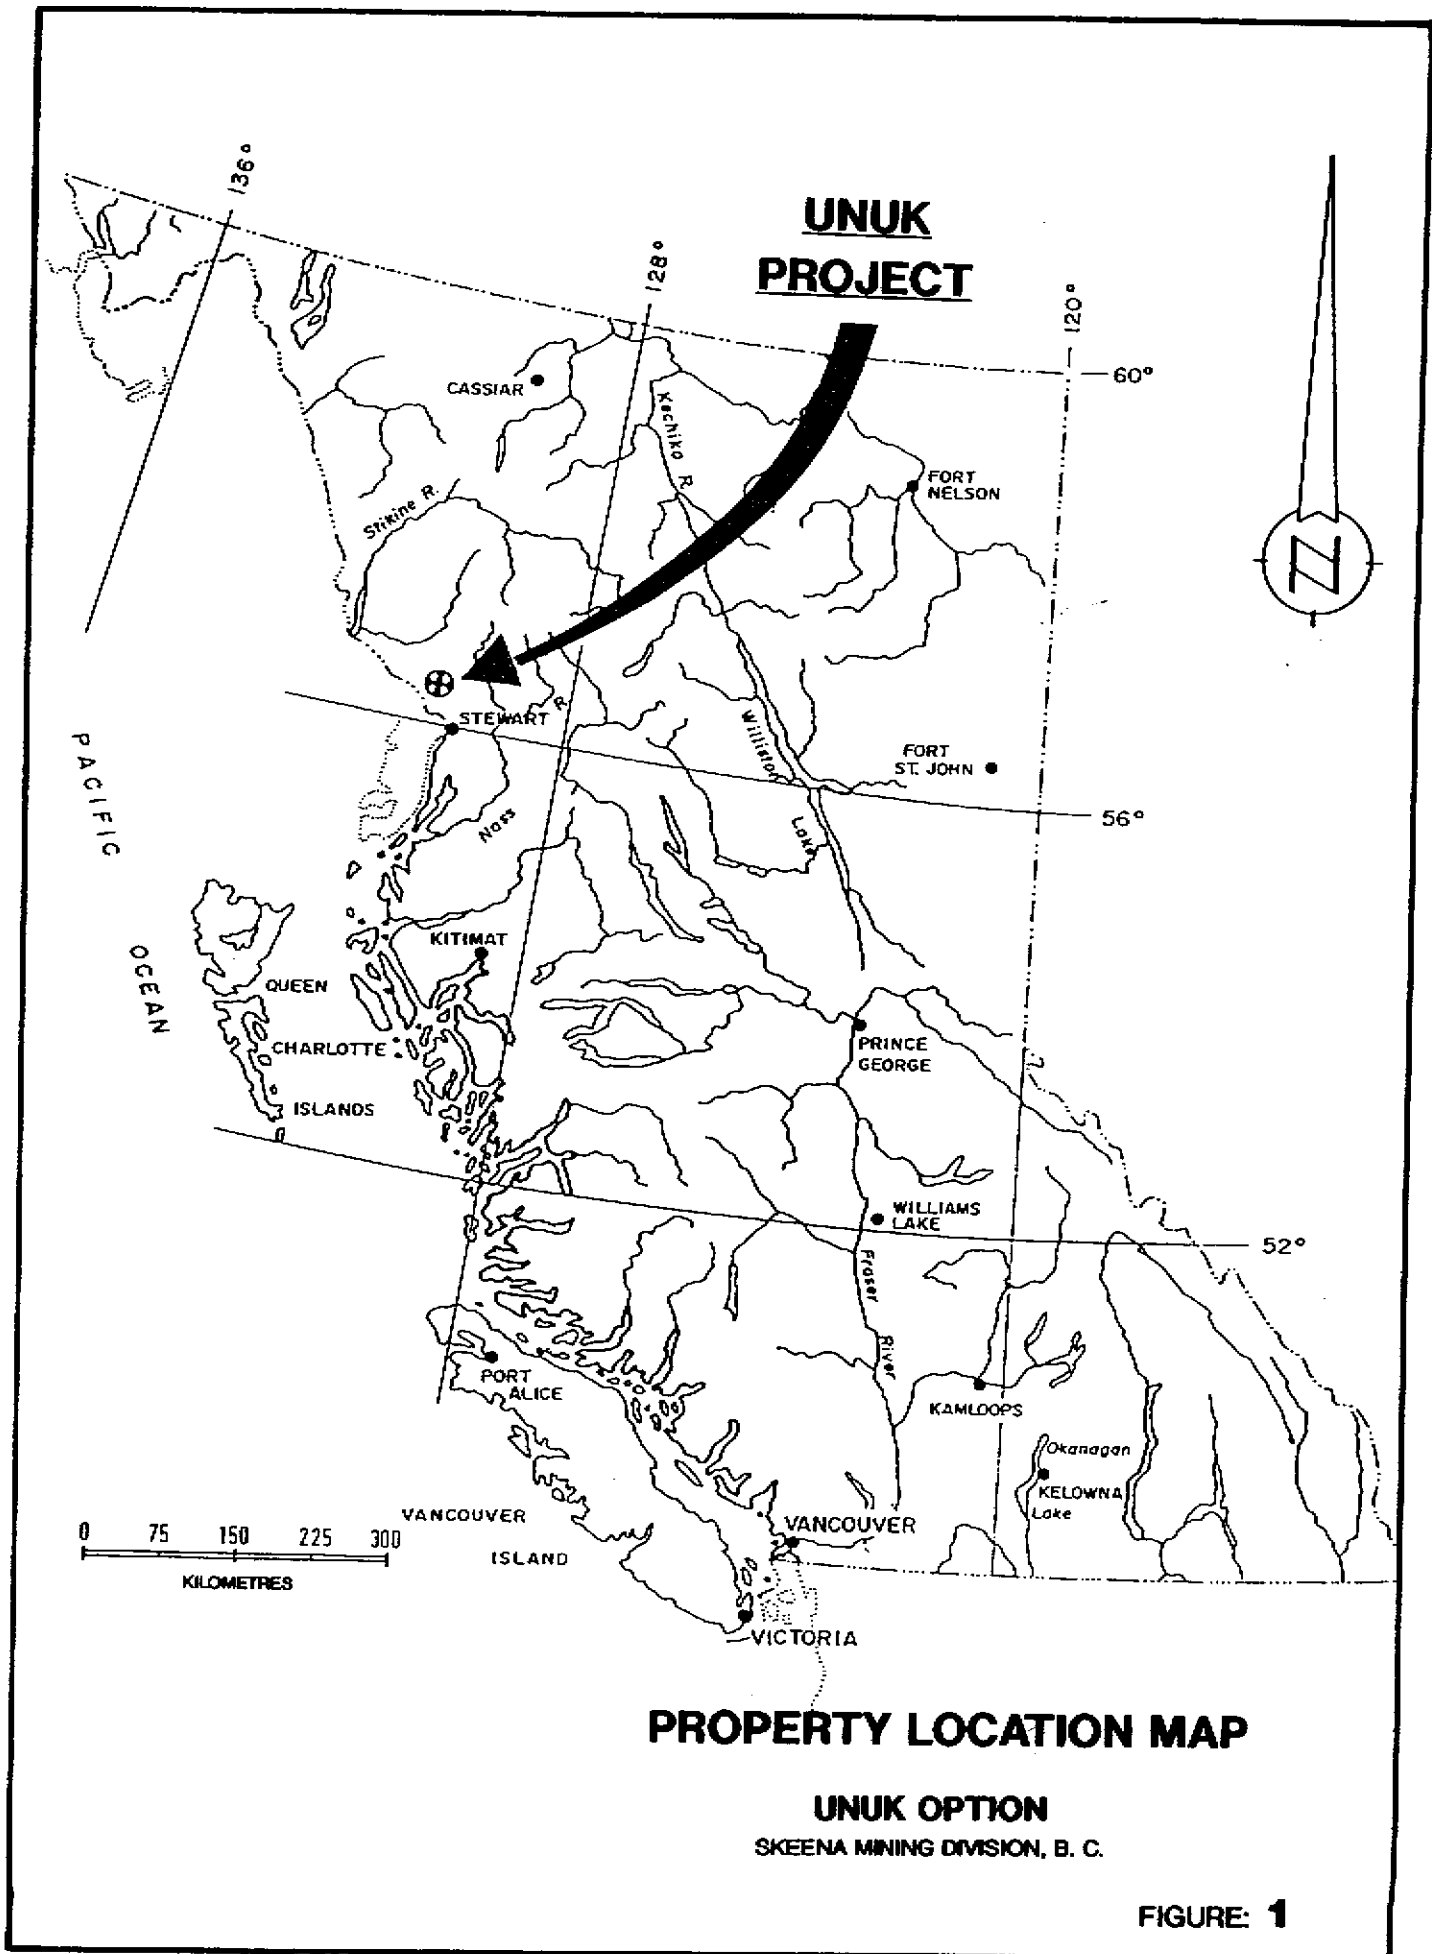 136°
UNUK
PROJECT
128°
120°
60°
CASSIAR
Kechika R.
FORT
NELSON
Stikine R.
N
STEWART
R.
PACIFIC
Williston
FORT
ST. JOHN
56°
Nass
Lake
KITIMAT
OCEAN
QUEEN
CHARLOTTE
PRINCE
GEORGE
ISLANDS
WILLIAMS
LAKE
52°
Fraser
River
PORT
ALICE
KAMLOOPS
Okanagan
KELOWNA
Lake
VANCOUVER
ISLAND
VANCOUVER
0 75 150 225 300
KILOMETRES
VICTORIA
PROPERTY LOCATION MAP
UNUK OPTION
SKEENA MINING DIVISION, B. C.
FIGURE: 1